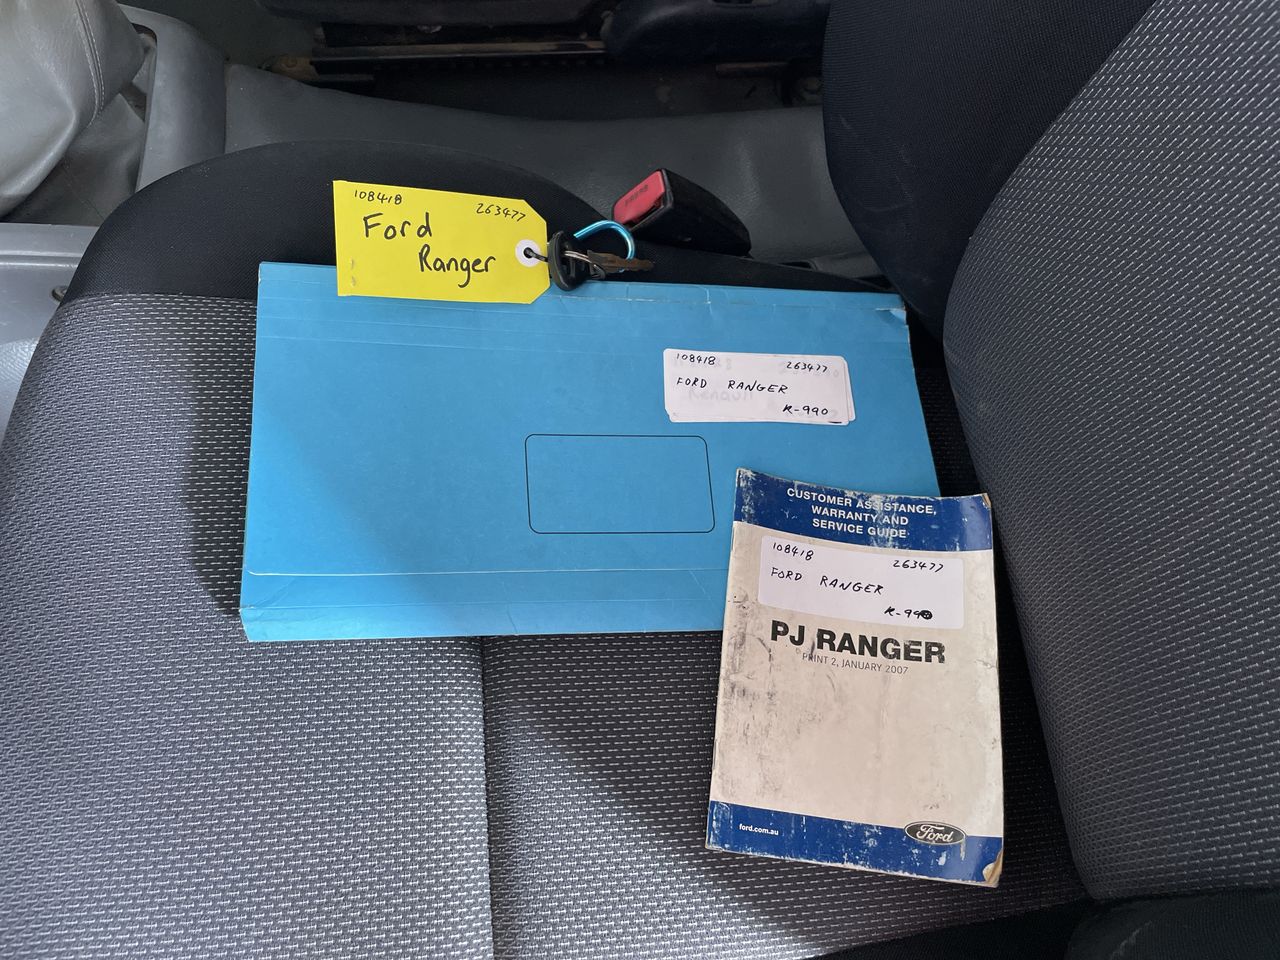 108418 263477
Ford
Ranger
108418 263477
FORD RANGER
K-990
CUSTOMER ASSISTANCE,
WARRANTY AND
SERVICE GUIDE
108418 263477
FORD RANGER
K-990
PJ RANGER
PRINT 2, JANUARY 2007
ford.com.au
Ford